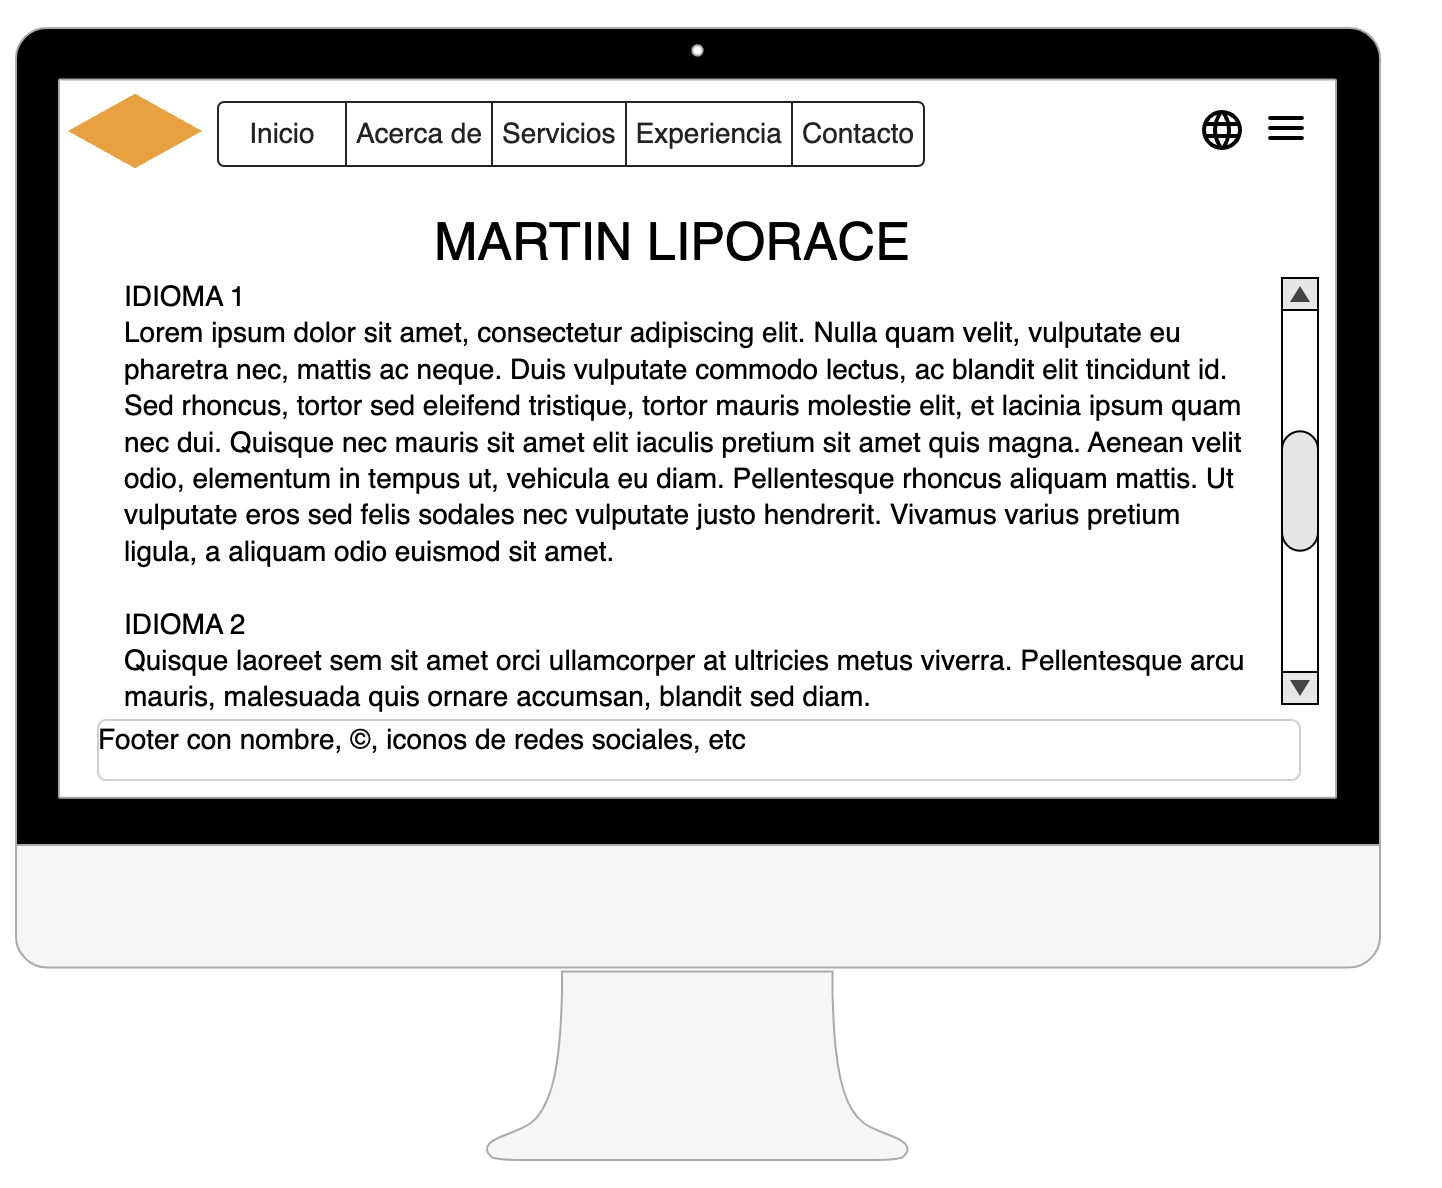 Inicio Acerca de Servicios Experiencia Contacto
MARTIN LIPORACE
IDIOMA 1
Lorem ipsum dolor sit amet, consectetur adipiscing elit. Nulla quam velit, vulputate eu
pharetra nec, mattis ac neque. Duis vulputate commodo lectus, ac blandit elit tincidunt id.
Sed rhoncus, tortor sed eleifend tristique, tortor mauris molestie elit, et lacinia ipsum quam
nec dui. Quisque nec mauris sit amet elit iaculis pretium sit amet quis magna. Aenean velit
odio, elementum in tempus ut, vehicula eu diam. Pellentesque rhoncus aliquam mattis. Ut
vulputate eros sed felis sodales nec vulputate justo hendrerit. Vivamus varius pretium
ligula, a aliquam odio euismod sit amet.
IDIOMA 2
Quisque laoreet sem sit amet orci ullamcorper at ultricies metus viverra. Pellentesque arcu
mauris, malesuada quis ornare accumsan, blandit sed diam.
Footer con nombre, ©, iconos de redes sociales, etc